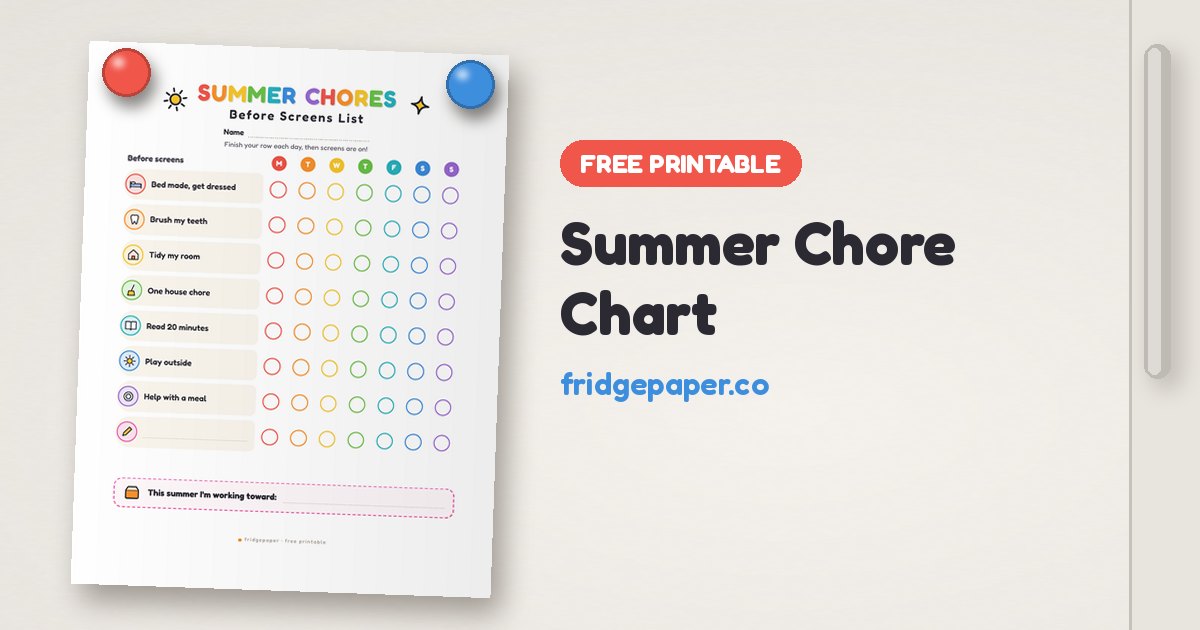 SUMMER CHORES
Before Screens List
Name
Finish your row each day, then screens are on!
Before screens
M T W T F S S
Bed made, get dressed
Brush my teeth
Tidy my room
One house chore
Read 20 minutes
Play outside
Help with a meal
This summer I'm working toward:
fridgepaper · free printable
FREE PRINTABLE
Summer Chore
Chart
fridgepaper.co